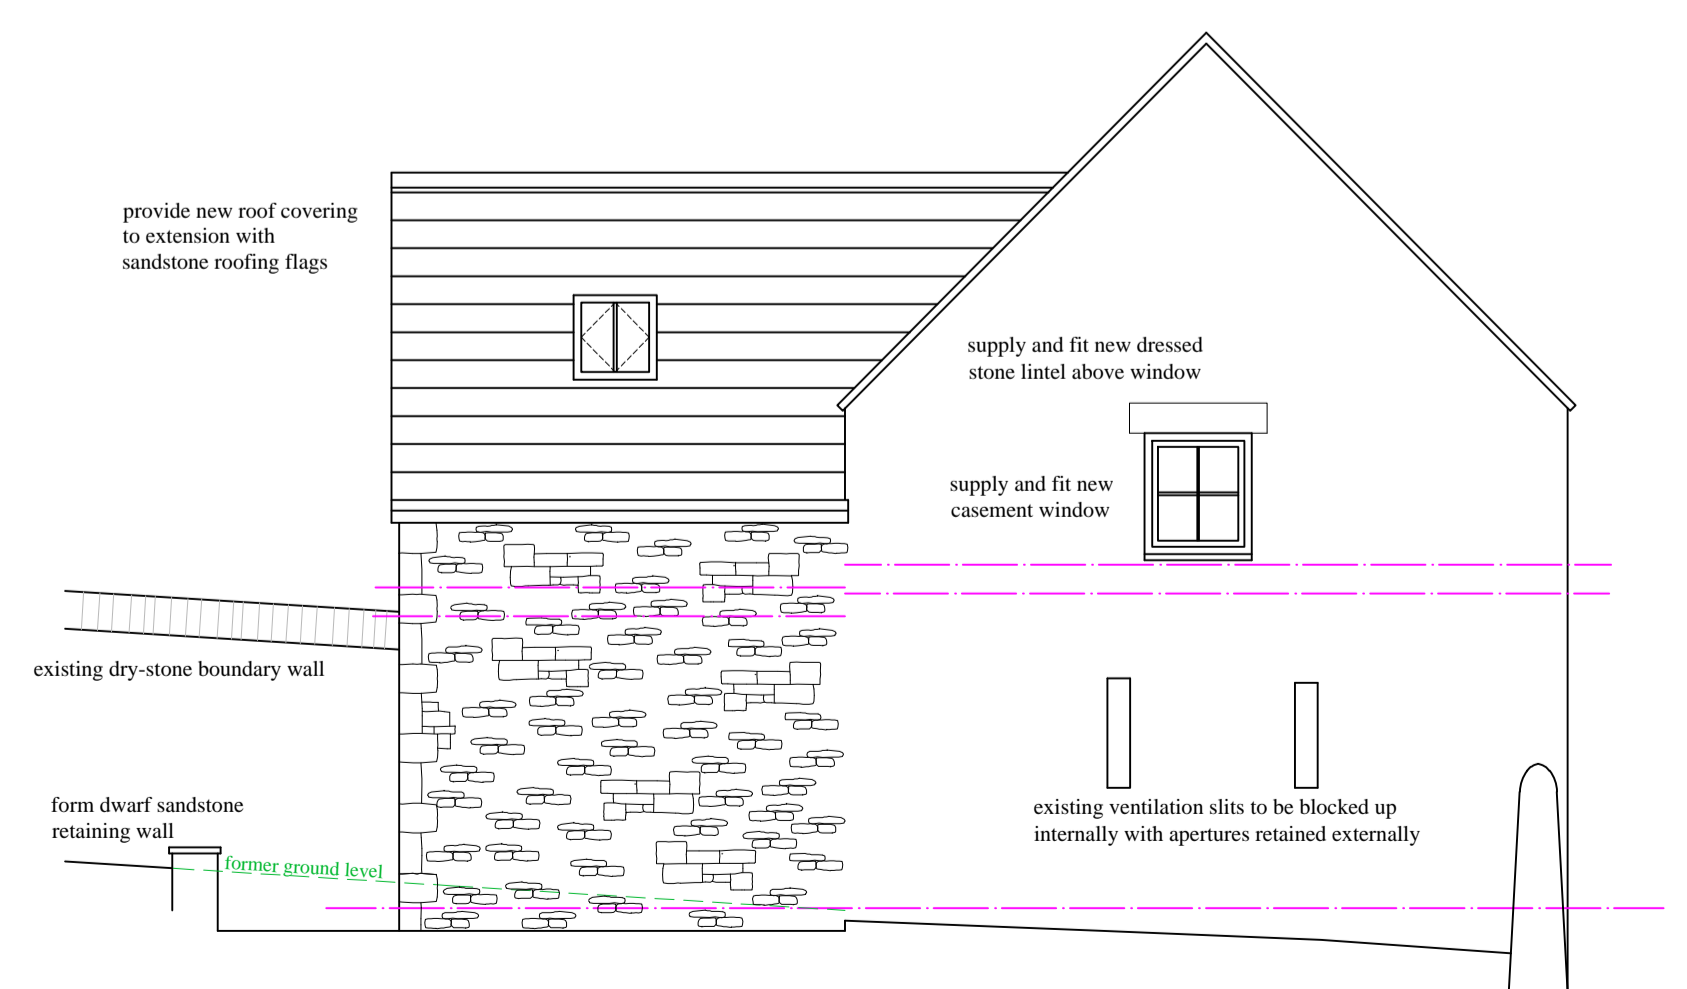 provide new roof covering
to extension with
sandstone roofing flags
supply and fit new dressed
stone lintel above window
supply and fit new
casement window
existing dry-stone boundary wall
form dwarf sandstone
retaining wall
former ground level
existing ventilation slits to be blocked up
internally with apertures retained externally